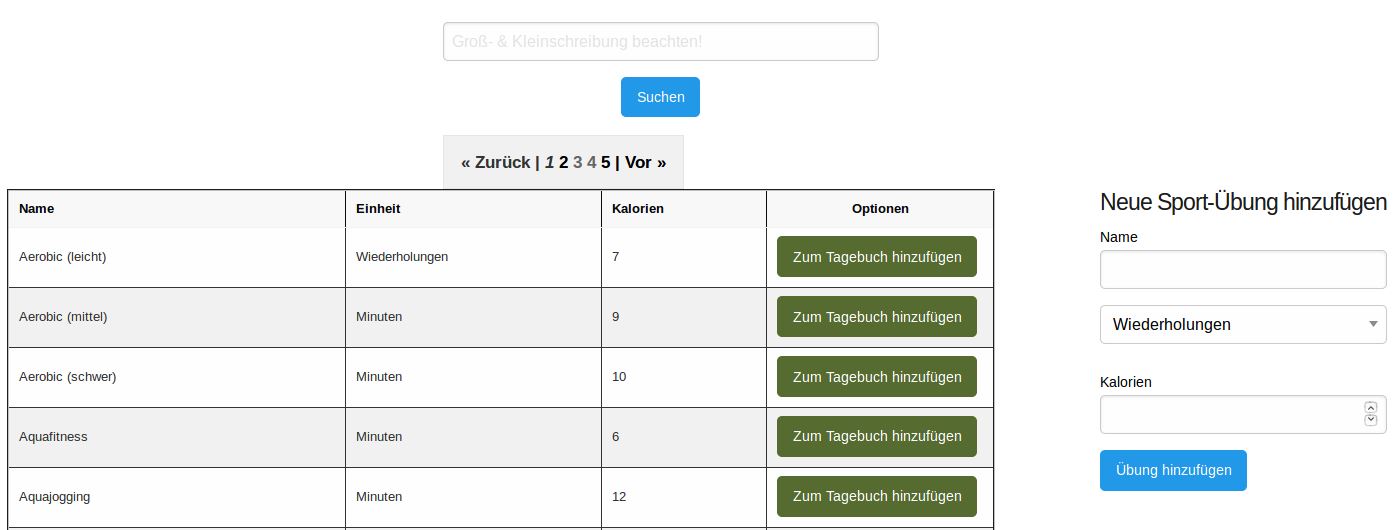 Groß- & Kleinschreibung beachten!
Suchen
« Zurück | 1 2 3 4 5 | Vor »
Name Einheit Kalorien Optionen
Aerobic (leicht) Wiederholungen 7 Zum Tagebuch hinzufügen
Aerobic (mittel) Minuten 9 Zum Tagebuch hinzufügen
Aerobic (schwer) Minuten 10 Zum Tagebuch hinzufügen
Aquafitness Minuten 6 Zum Tagebuch hinzufügen
Aquajogging Minuten 12 Zum Tagebuch hinzufügen
Neue Sport-Übung hinzufügen
Name
Wiederholungen
Kalorien
Übung hinzufügen